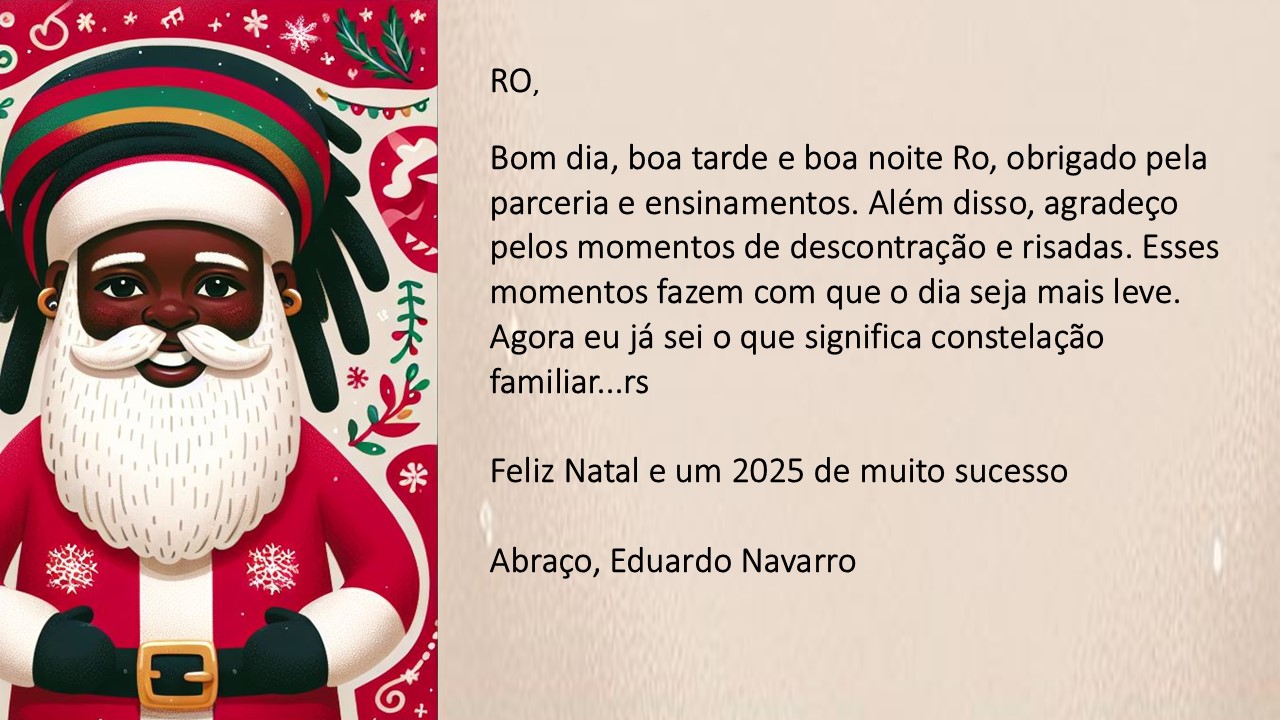 RO,
Bom dia, boa tarde e boa noite Ro, obrigado pela
parceria e ensinamentos. Além disso, agradeço
pelos momentos de descontração e risadas. Esses
momentos fazem com que o dia seja mais leve.
Agora eu já sei o que significa constelação
familiar...rs
Feliz Natal e um 2025 de muito sucesso
Abraço, Eduardo Navarro